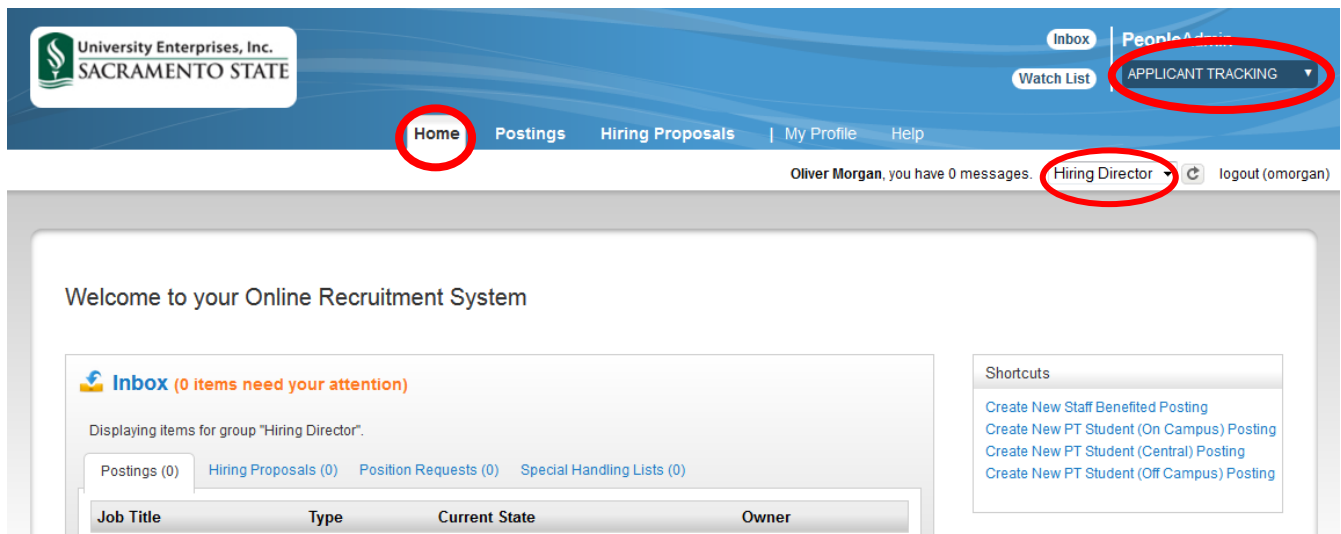 University Enterprises, Inc.
SACRAMENTO STATE
Inbox
PeopleAdmin
Watch List
APPLICANT TRACKING
Home Postings Hiring Proposals | My Profile Help
Oliver Morgan, you have 0 messages. Hiring Director logout (omorgan)
Welcome to your Online Recruitment System
Inbox (0 items need your attention)
Displaying items for group "Hiring Director".
Postings (0) Hiring Proposals (0) Position Requests (0) Special Handling Lists (0)
Job Title Type Current State Owner
Shortcuts
Create New Staff Benefited Posting
Create New PT Student (On Campus) Posting
Create New PT Student (Central) Posting
Create New PT Student (Off Campus) Posting